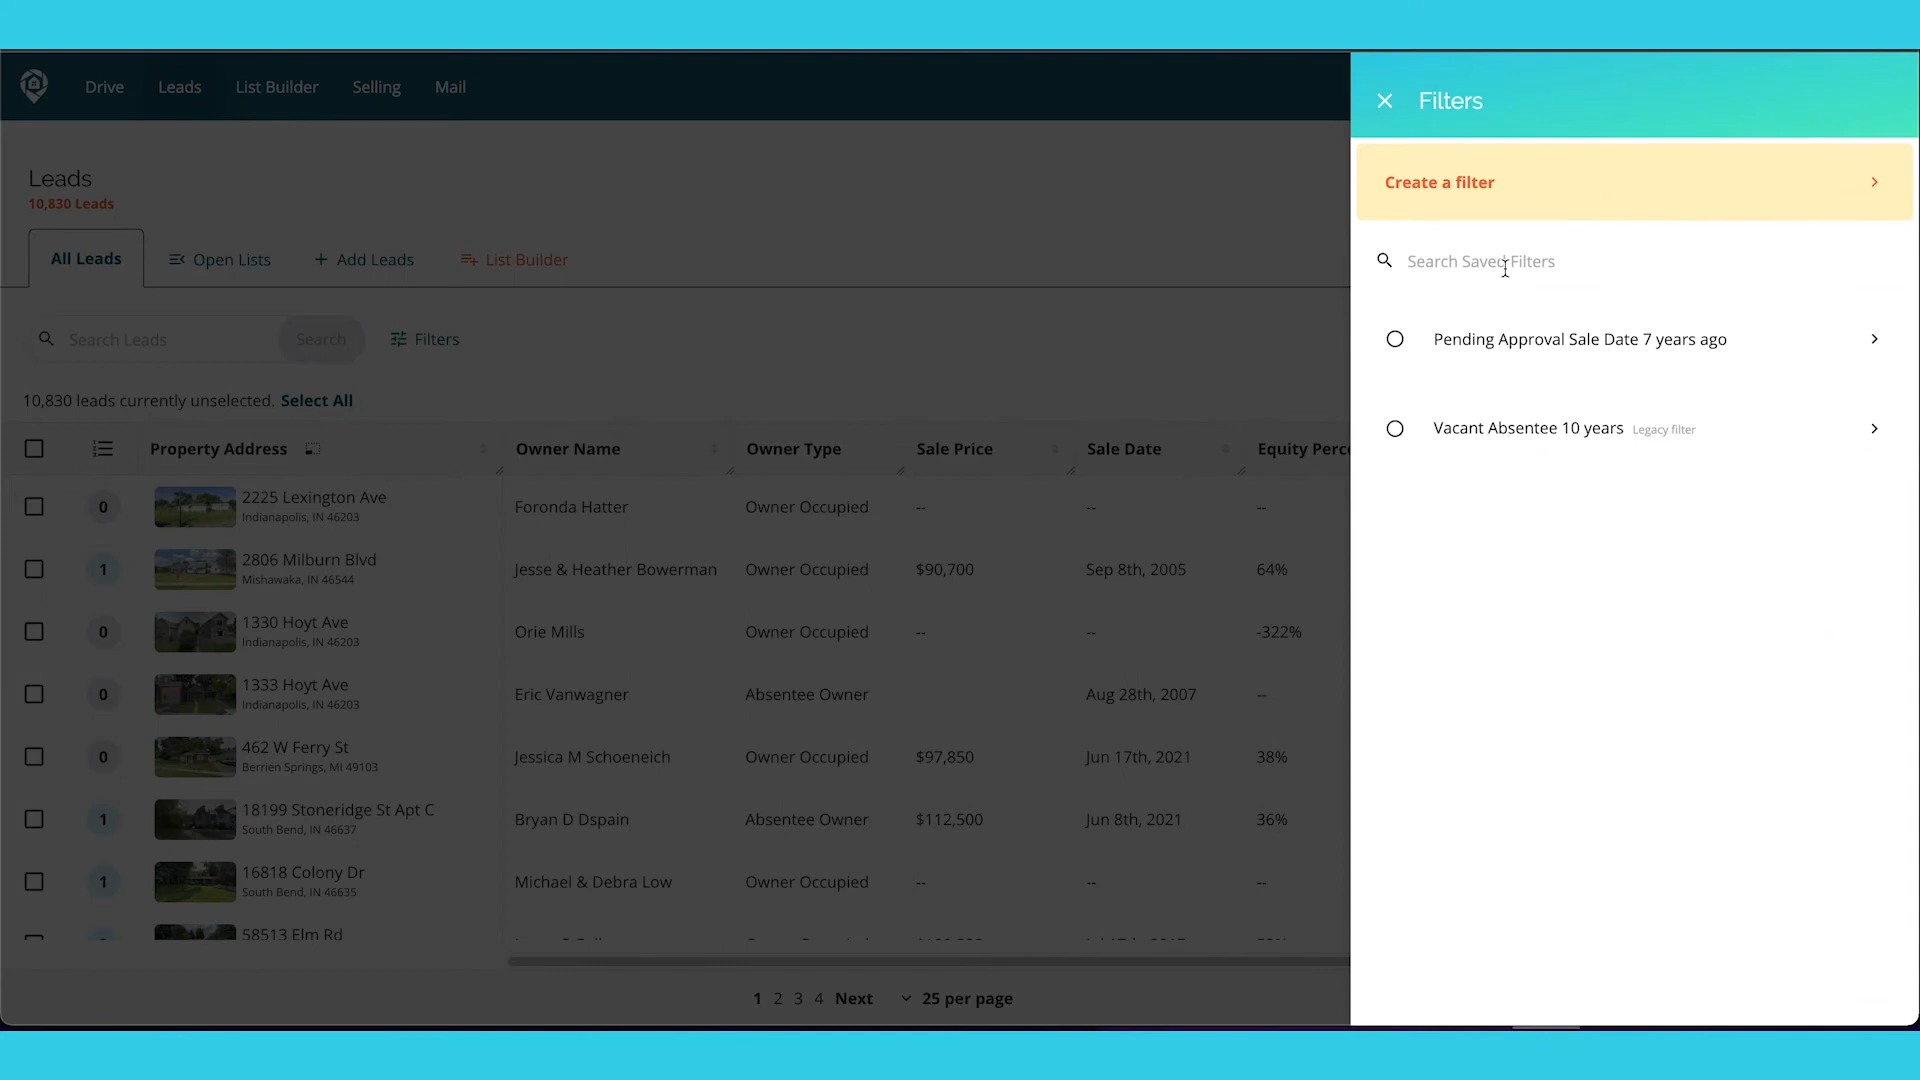 Drive Leads List Builder Selling Mail
Filters
Create a filter
Search Saved Filters
Pending Approval Sale Date 7 years ago
Vacant Absentee 10 years Legacy filter
Leads
10,830 Leads
All Leads Open Lists + Add Leads List Builder
Search Leads Search Filters
10,830 leads currently unselected. Select All
Property Address Owner Name Owner Type Sale Price Sale Date Equity Perce
0 2225 Lexington Ave Foronda Hatter Owner Occupied -- -- --
Indianapolis, IN 46203
1 2806 Milburn Blvd Jesse & Heather Bowerman Owner Occupied $90,700 Sep 8th, 2005 64%
Mishawaka, IN 46544
0 1330 Hoyt Ave Orie Mills Owner Occupied -- -- -322%
Indianapolis, IN 46203
0 1333 Hoyt Ave Eric Vanwagner Absentee Owner Aug 28th, 2007 --
Indianapolis, IN 46203
0 462 W Ferry St Jessica M Schoeneich Owner Occupied $97,850 Jun 17th, 2021 38%
Berrien Springs, MI 49103
1 18199 Stoneridge St Apt C Bryan D Dspain Absentee Owner $112,500 Jun 8th, 2021 36%
South Bend, IN 46637
1 16818 Colony Dr Michael & Debra Low Owner Occupied -- -- --
South Bend, IN 46635
58513 Elm Rd
1 2 3 4 Next 25 per page